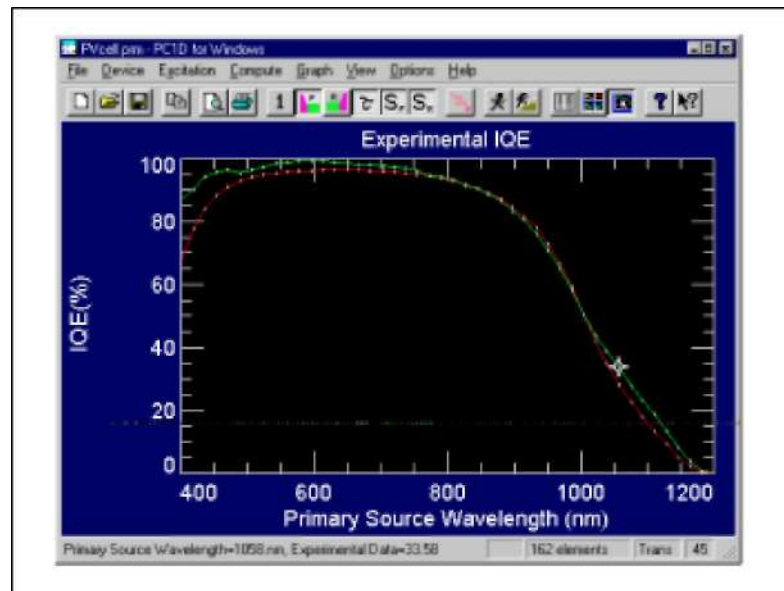 PVcell.prm - PC1D for Windows
File Device Excitation Compute Graph View Options Help
Experimental IQE
100
80
60
40
20
0
IQE(%)
400 600 800 1000 1200
Primary Source Wavelength (nm)
Primary Source Wavelength=1058 nm, Experimental Data=33.58 162 elements Trans 45